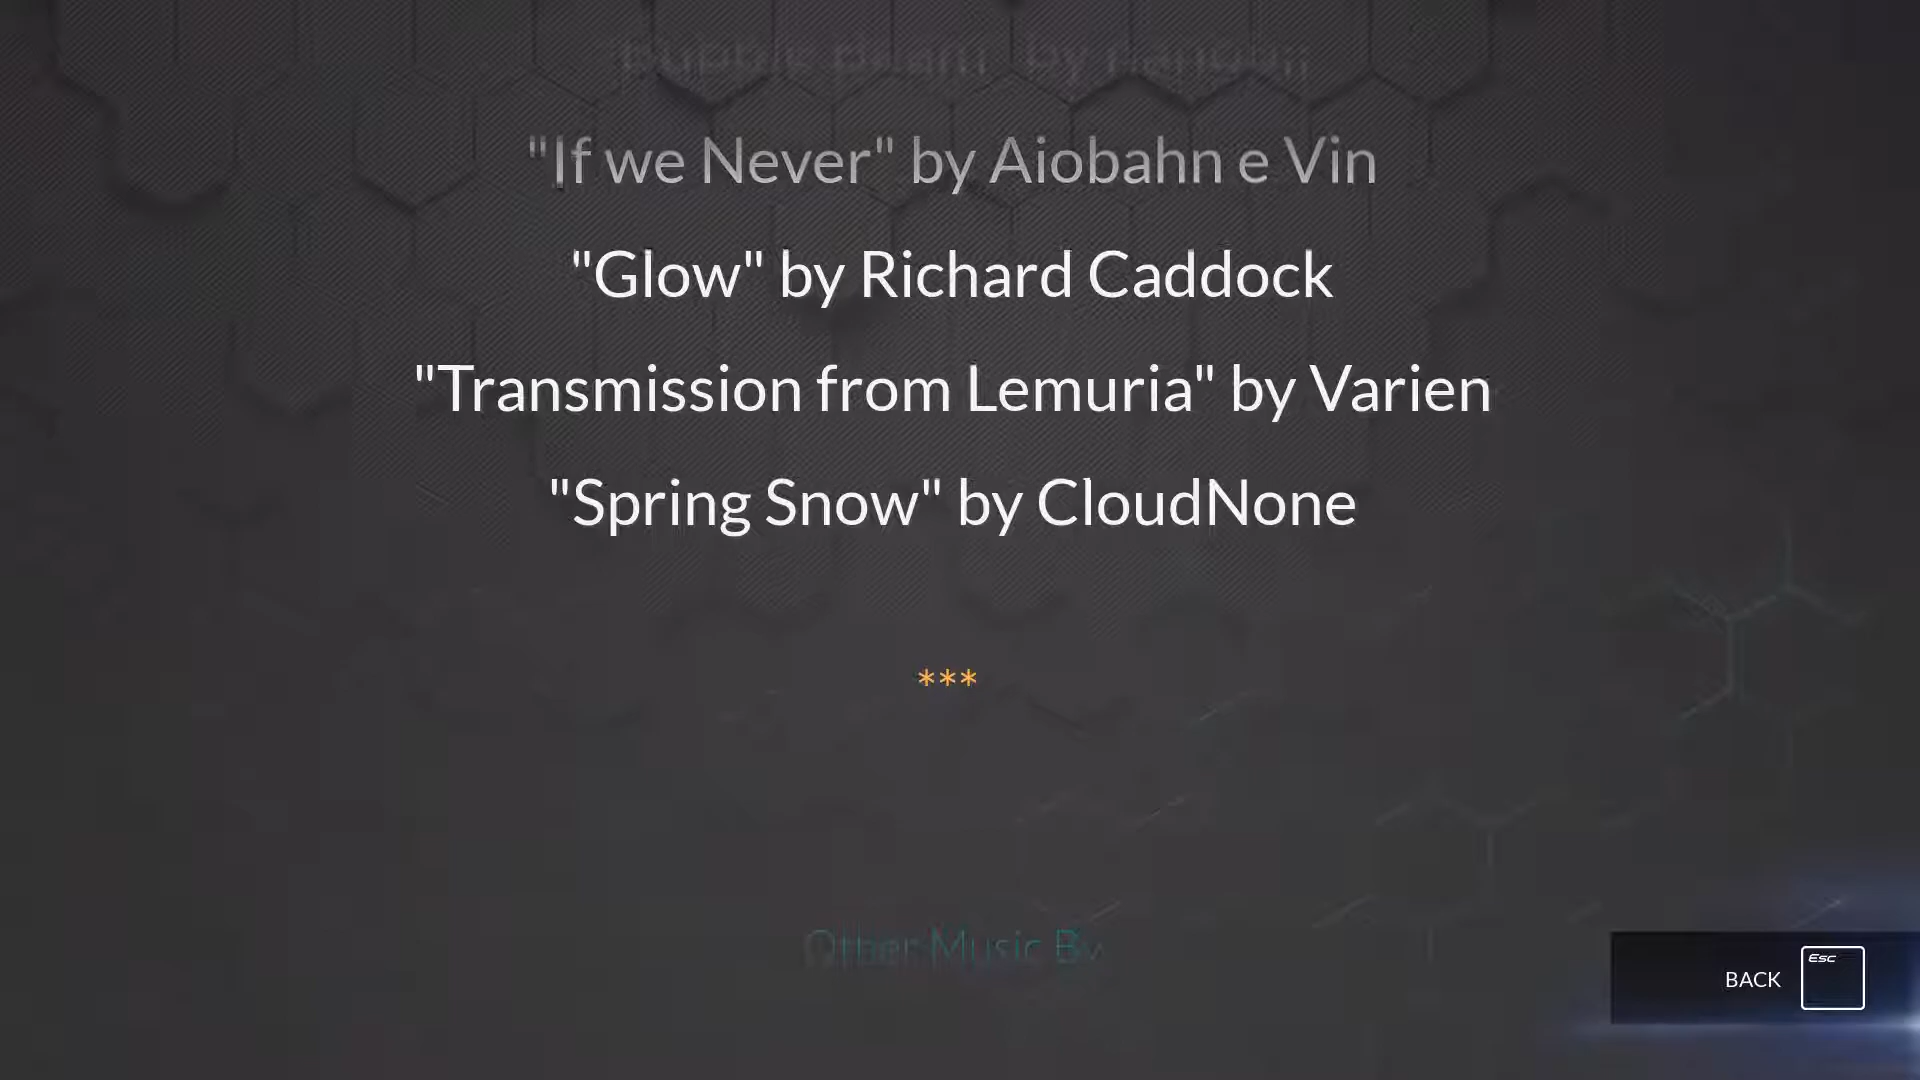 "If we Never" by Aiobahn e Vin
"Glow" by Richard Caddock
"Transmission from Lemuria" by Varien
"Spring Snow" by CloudNone
***
Other Music By
BACK
Esc